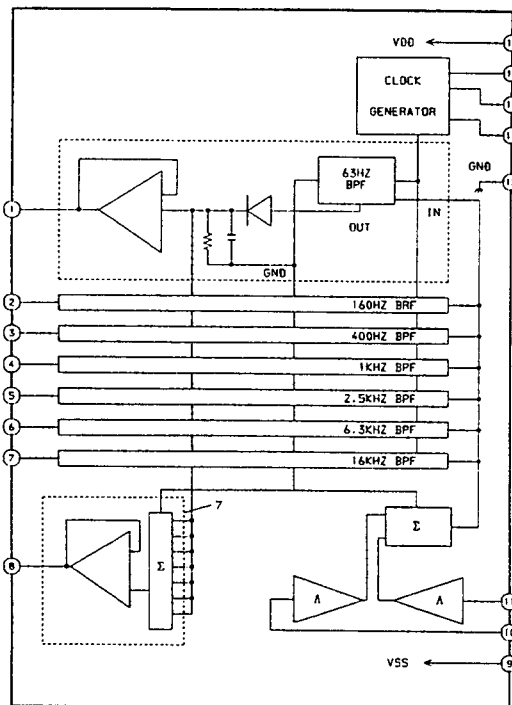 VDD
CLOCK
GENERATOR
GND
63HZ
BPF
IN
OUT
GND
1
2
160HZ BRF
3
400HZ BPF
4
1KHZ BPF
5
2.5KHZ BPF
6
6.3KHZ BPF
7
16KHZ BPF
7
Σ
Σ
8
A
A
11
10
VSS
9